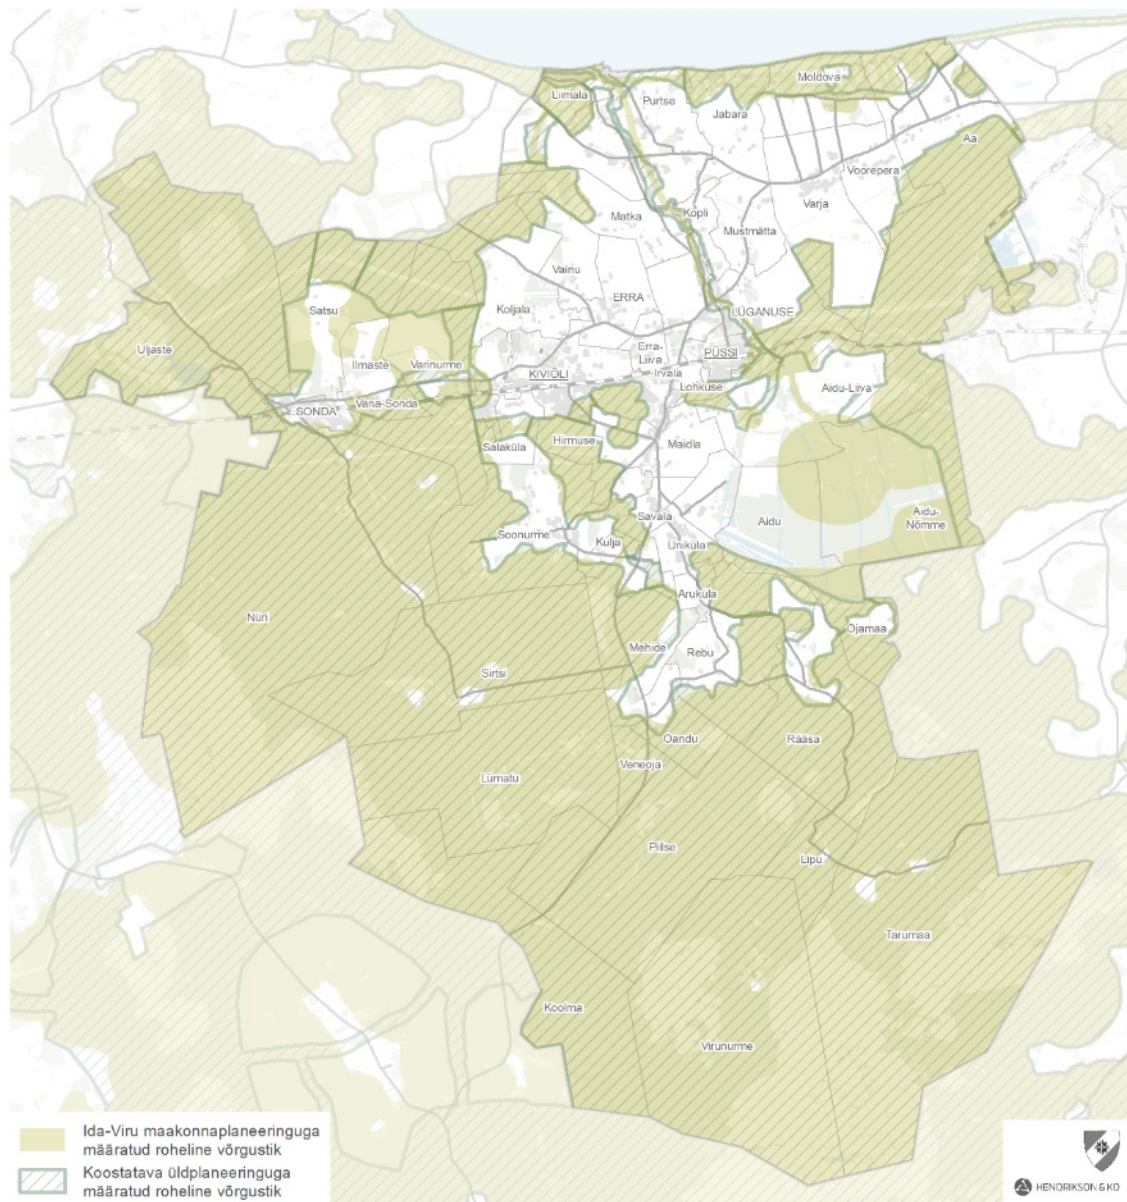 Moldova
Liimala
Purtse
Jabara
Aa
Voorepera
Varja
Kopli
Matka
Mustmätta
Vainu
ERRA
Koljala
LÜGANUSE
Satsu
Uljaste
Ilmaste
Varinurme
Erra-
Liiva
PÜSSI
KIVIÕLI
Irvala
Lohkuse
Aidu-Liiva
Vana-Sonda
SONDA
Salaküla
Hirmuse
Maidla
Savala
Aidu
Aidu-
Nõmme
Soonurme
Kulja
Uniküla
Aruküla
Nüri
Ojamaa
Mehide
Rebu
Sirtsi
Oandu
Rääsa
Veneoja
Lümatu
Piilse
Lipu
Tarumaa
Koolma
Virunurme
Ida-Viru maakonnaplaneeringuga
määratud roheline võrgustik
Koostatava üldplaneeringuga
määratud roheline võrgustik
HENDRIKSON & KO